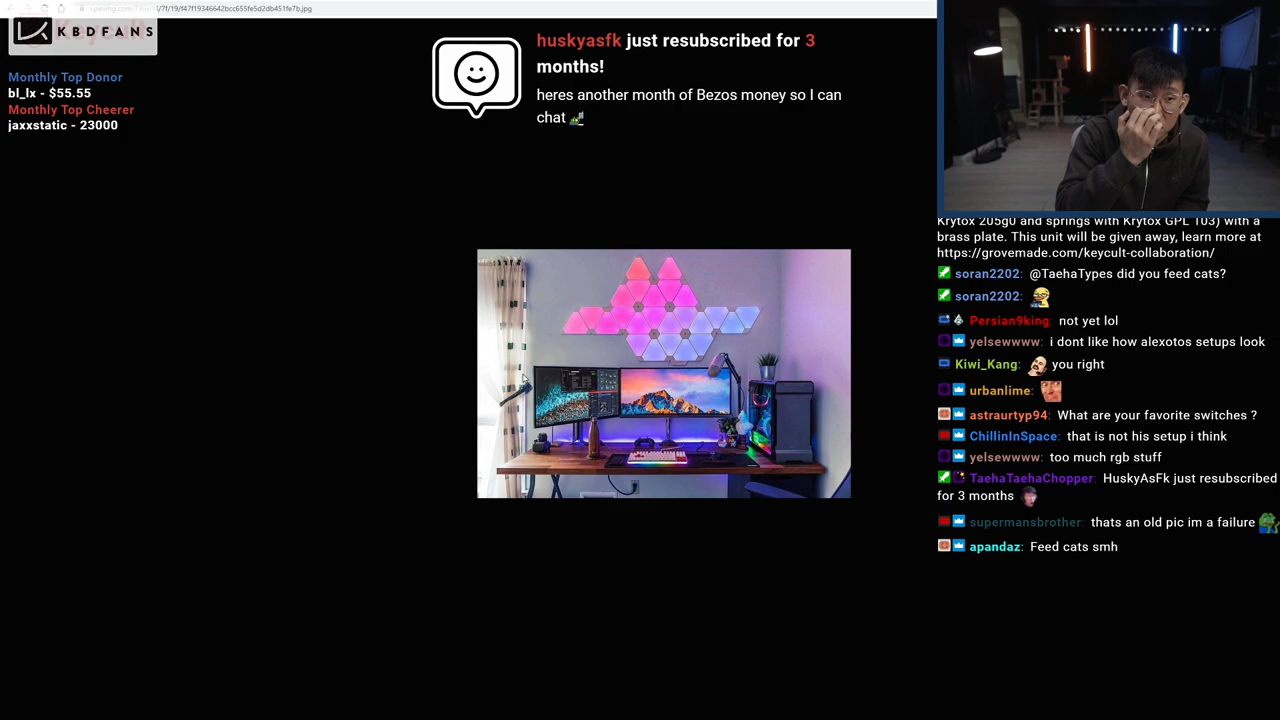 /7f/19/f47f19346642bcc655fe5d2db451fe7b.jpg
KBDFANS
Monthly Top Donor
bl_lx - $55.55
Monthly Top Cheerer
jaxxstatic - 23000
huskyasfk just resubscribed for 3
months!
heres another month of Bezos money so I can
chat
Krytox 205g0 and springs with Krytox GPL 103) with a
brass plate. This unit will be given away, learn more at
https://grovemade.com/keycult-collaboration/
soran2202: @TaehaTypes did you feed cats?
soran2202:
Persian9king: not yet lol
yelsewwww: i dont like how alexotos setups look
Kiwi_Kang: you right
urbanlime:
astraurtyp94: What are your favorite switches ?
ChillinInSpace: that is not his setup i think
yelsewwww: too much rgb stuff
TaehaTaehaChopper: HuskyAsFk just resubscribed
for 3 months
supermansbrother: thats an old pic im a failure
apandaz: Feed cats smh